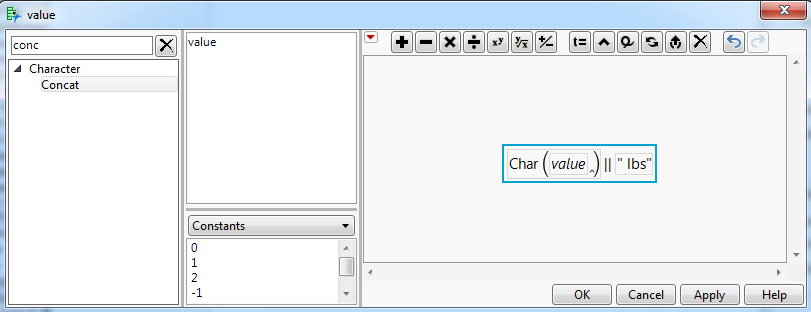 value
conc
Character
Concat
value
Constants
0
1
2
-1
t=
Char (value ^) || " lbs"
OK
Cancel
Apply
Help